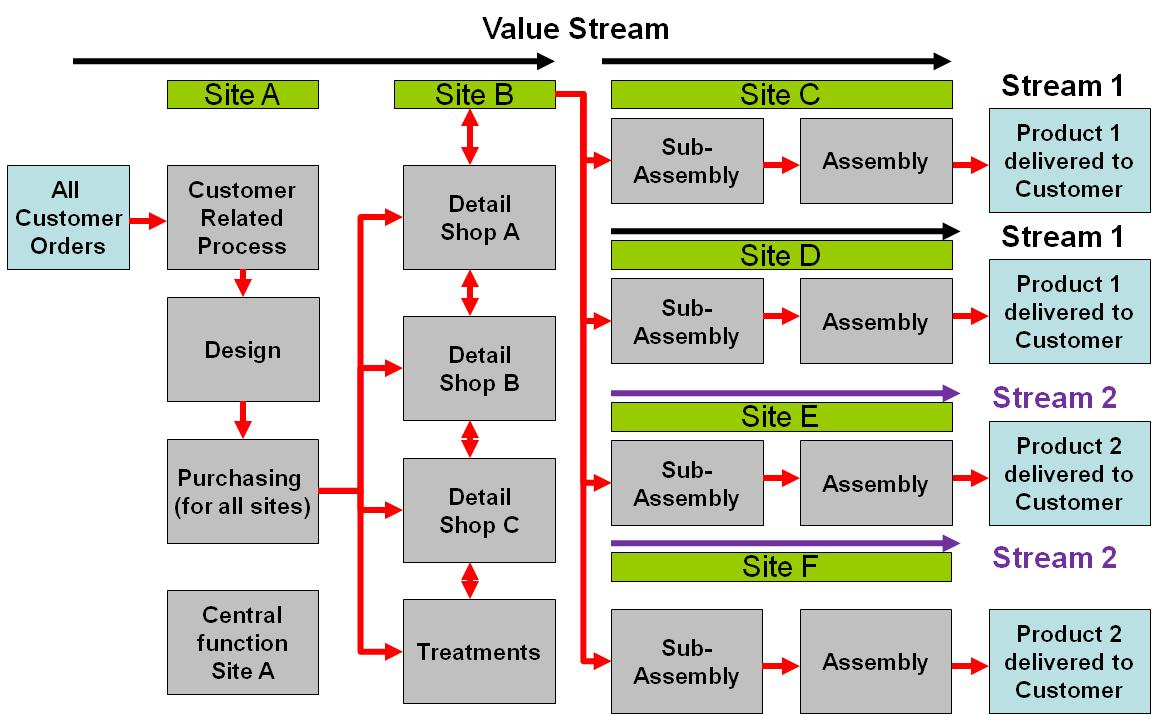 Value Stream
Site A
Site B
Site C
Stream 1
All
Customer
Orders
Customer
Related
Process
Design
Purchasing
(for all sites)
Central
function
Site A
Detail
Shop A
Detail
Shop B
Detail
Shop C
Treatments
Sub-
Assembly
Assembly
Product 1
delivered to
Customer
Stream 1
Site D
Sub-
Assembly
Assembly
Product 1
delivered to
Customer
Stream 2
Site E
Sub-
Assembly
Assembly
Product 2
delivered to
Customer
Stream 2
Site F
Sub-
Assembly
Assembly
Product 2
delivered to
Customer